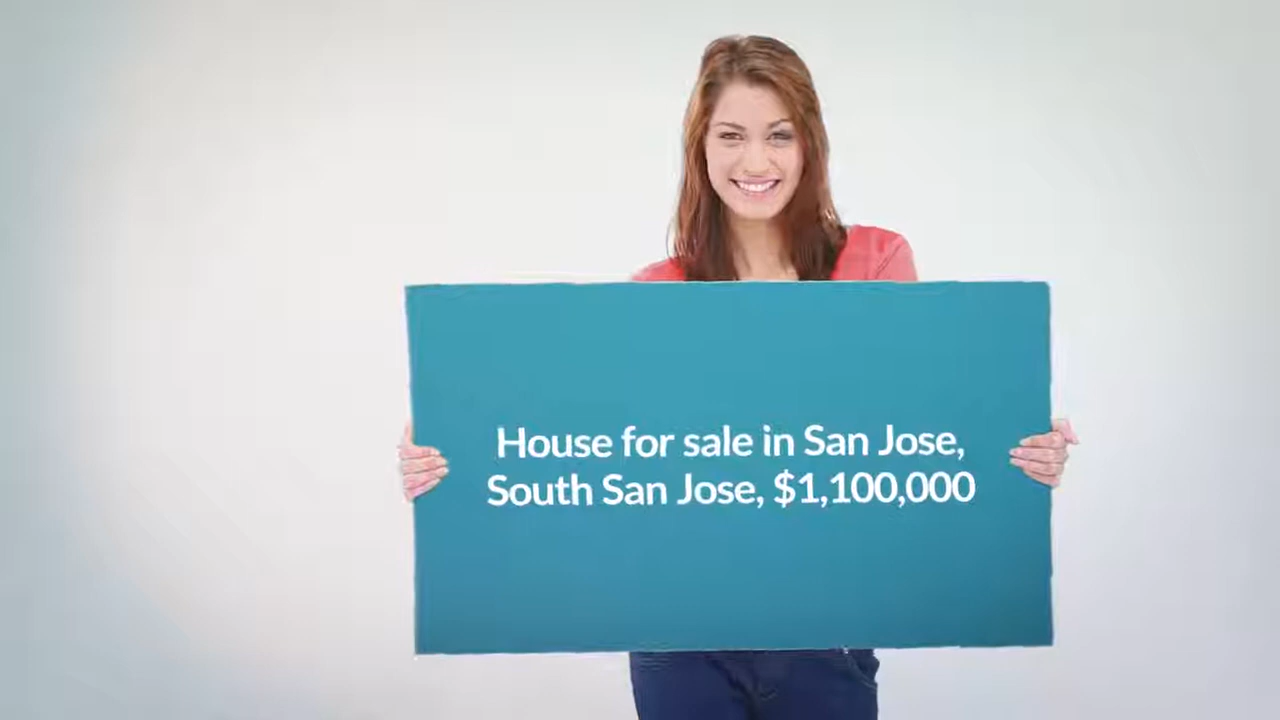 House for sale in San Jose,
South San Jose, $1,100,000